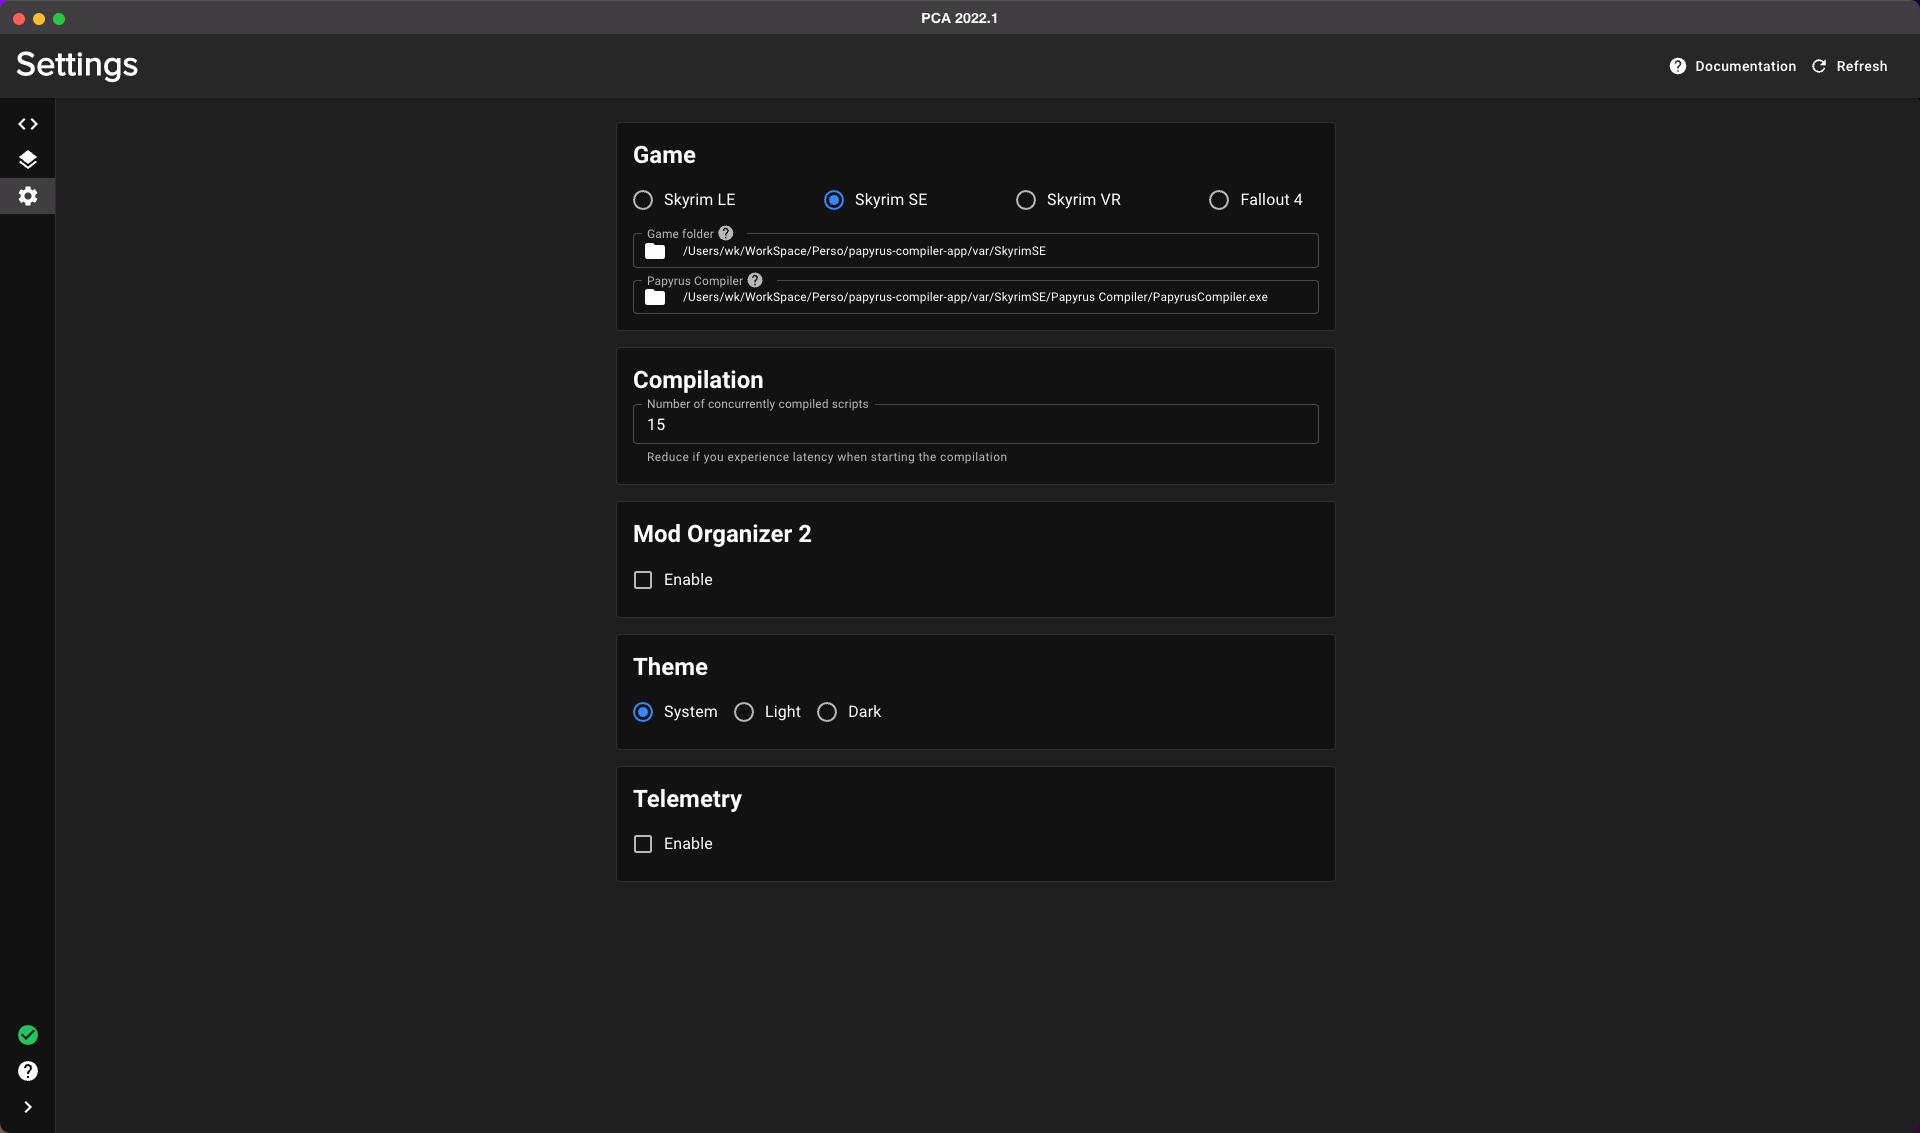 PCA 2022.1
Settings
Documentation
Refresh
Game
Skyrim LE
Skyrim SE
Skyrim VR
Fallout 4
Game folder
/Users/wk/WorkSpace/Perso/papyrus-compiler-app/var/SkyrimSE
Papyrus Compiler
/Users/wk/WorkSpace/Perso/papyrus-compiler-app/var/SkyrimSE/Papyrus Compiler/PapyrusCompiler.exe
Compilation
Number of concurrently compiled scripts
15
Reduce if you experience latency when starting the compilation
Mod Organizer 2
Enable
Theme
System
Light
Dark
Telemetry
Enable